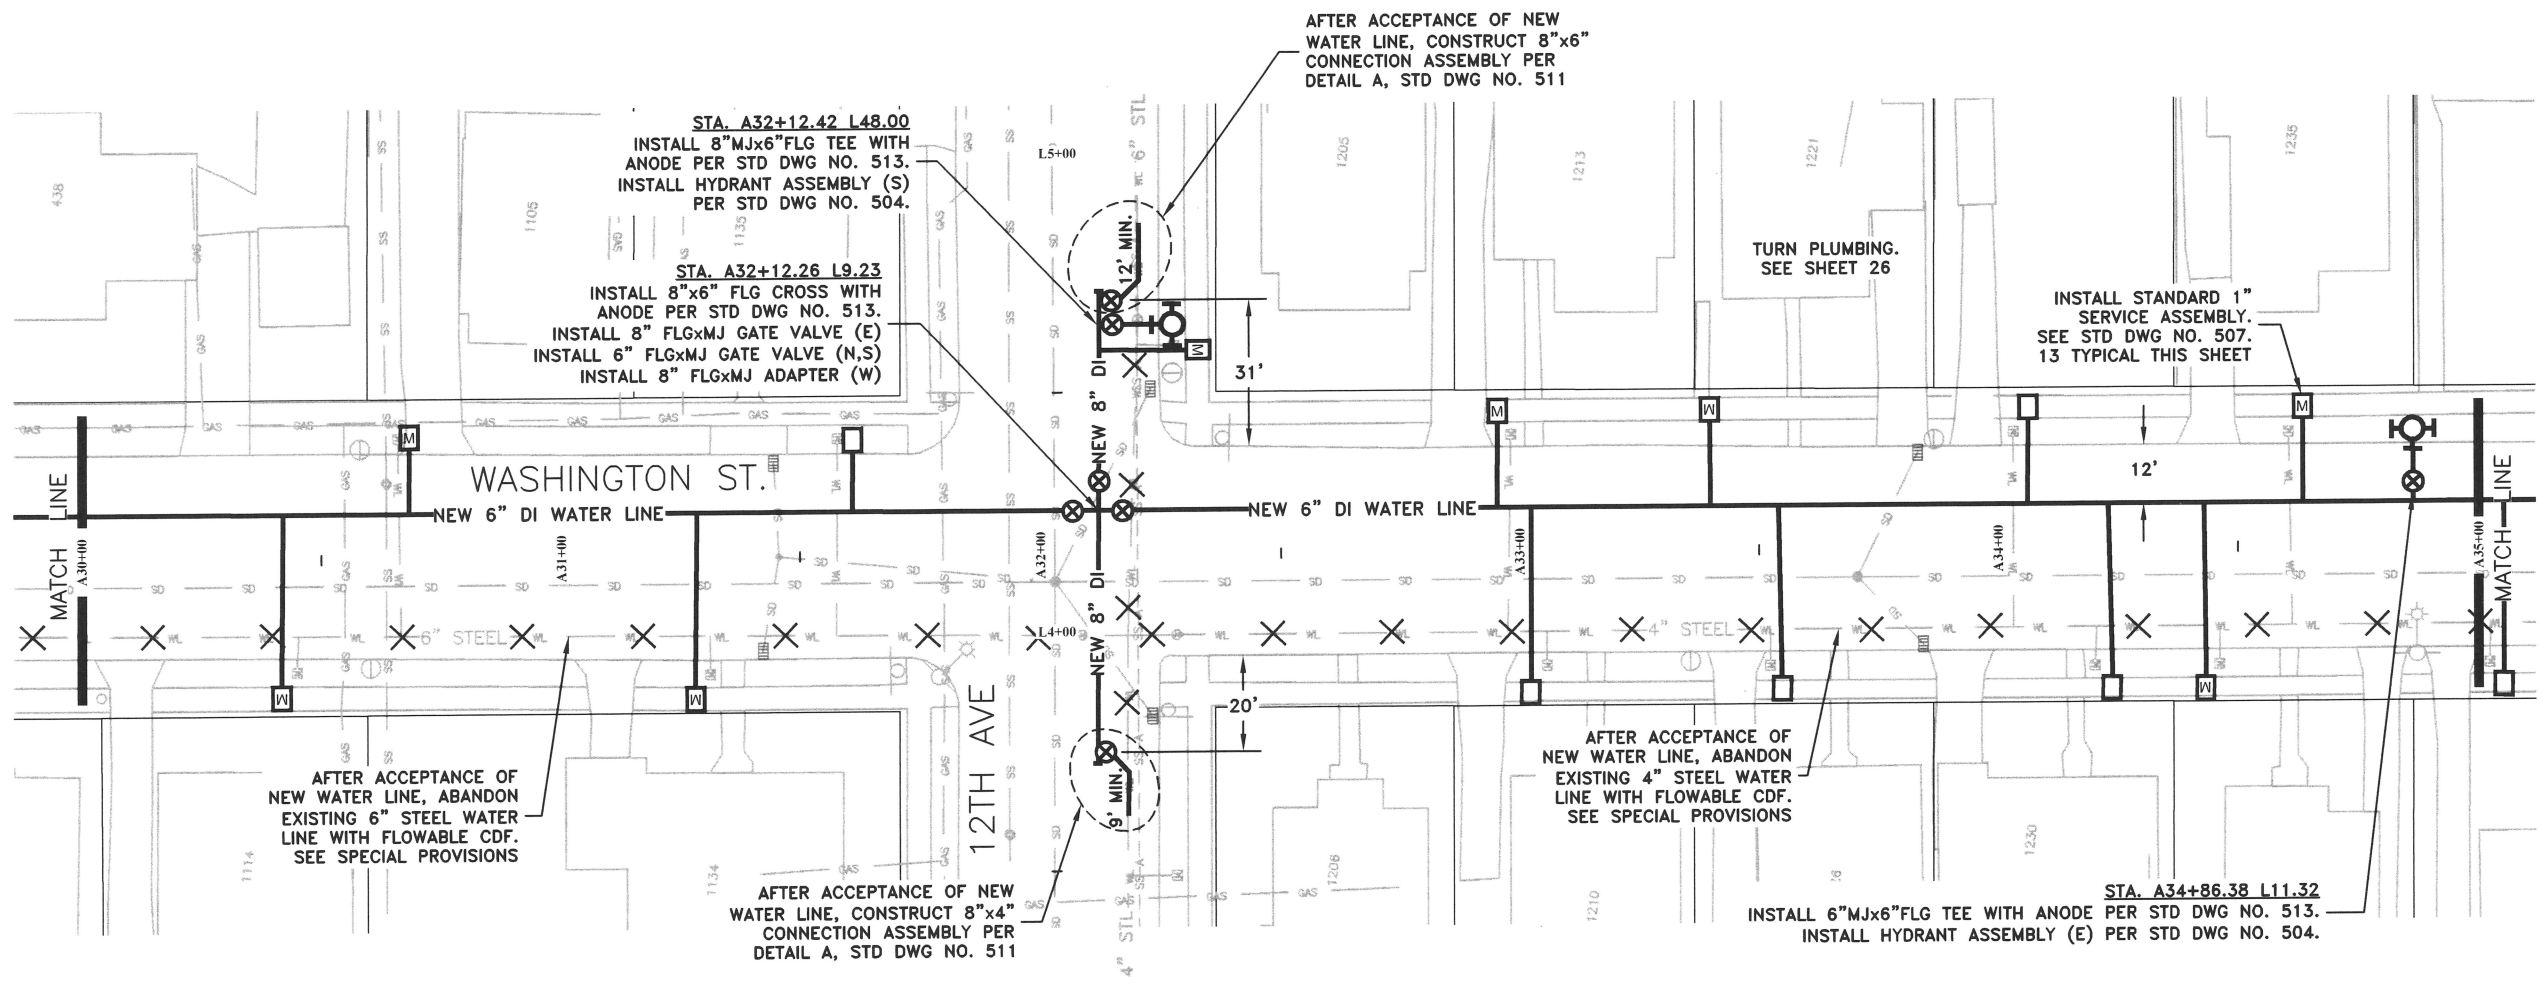 AFTER ACCEPTANCE OF NEW
WATER LINE, CONSTRUCT 8"x6"
CONNECTION ASSEMBLY PER
DETAIL A, STD DWG NO. 511
STA. A32+12.42 L48.00
INSTALL 8"MJx6"FLG TEE WITH
ANODE PER STD DWG NO. 513.
INSTALL HYDRANT ASSEMBLY (S)
PER STD DWG NO. 504.
STA. A32+12.26 L9.23
INSTALL 8"x6" FLG CROSS WITH
ANODE PER STD DWG NO. 513.
INSTALL 8" FLGxMJ GATE VALVE (E)
INSTALL 6" FLGxMJ GATE VALVE (N,S)
INSTALL 8" FLGxMJ ADAPTER (W)
L5+00
6" STL
12' MIN.
31'
TURN PLUMBING.
SEE SHEET 26
INSTALL STANDARD 1"
SERVICE ASSEMBLY.
SEE STD DWG NO. 507.
13 TYPICAL THIS SHEET
438
1105
1135
1205
1213
1221
1235
GAS
SS
SD
WL
M
M
M
M
M
WASHINGTON ST.
NEW 8" DI
12'
MATCH LINE
NEW 6" DI WATER LINE
NEW 6" DI WATER LINE
MATCH LINE
A30+00
A31+00
A32+00
A33+00
A34+00
A35+00
NEW 8" DI
L4+00
6" STEEL
4" STEEL
M
M
M
20'
12TH AVE
9' MIN.
AFTER ACCEPTANCE OF
NEW WATER LINE, ABANDON
EXISTING 6" STEEL WATER
LINE WITH FLOWABLE CDF.
SEE SPECIAL PROVISIONS
AFTER ACCEPTANCE OF
NEW WATER LINE, ABANDON
EXISTING 4" STEEL WATER
LINE WITH FLOWABLE CDF.
SEE SPECIAL PROVISIONS
1114
1134
1206
1210
1230
4" STL
AFTER ACCEPTANCE OF NEW
WATER LINE, CONSTRUCT 8"x4"
CONNECTION ASSEMBLY PER
DETAIL A, STD DWG NO. 511
STA. A34+86.38 L11.32
INSTALL 6"MJx6"FLG TEE WITH ANODE PER STD DWG NO. 513.
INSTALL HYDRANT ASSEMBLY (E) PER STD DWG NO. 504.